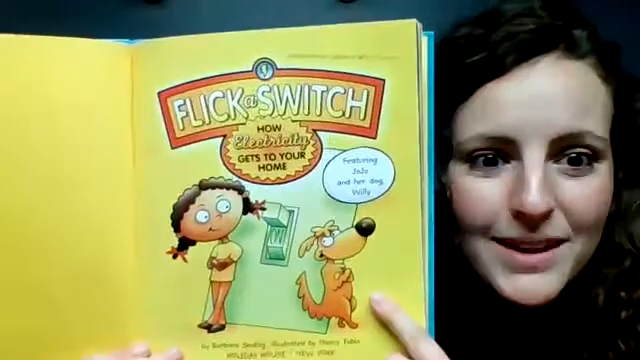 FLICK a SWITCH
HOW
Electricity
GETS TO YOUR
HOME
Featuring
JoJo
and her dog,
Willy
ON
by Barbara Seuling illustrated by Nancy Tobin
HOLIDAY HOUSE / NEW YORK